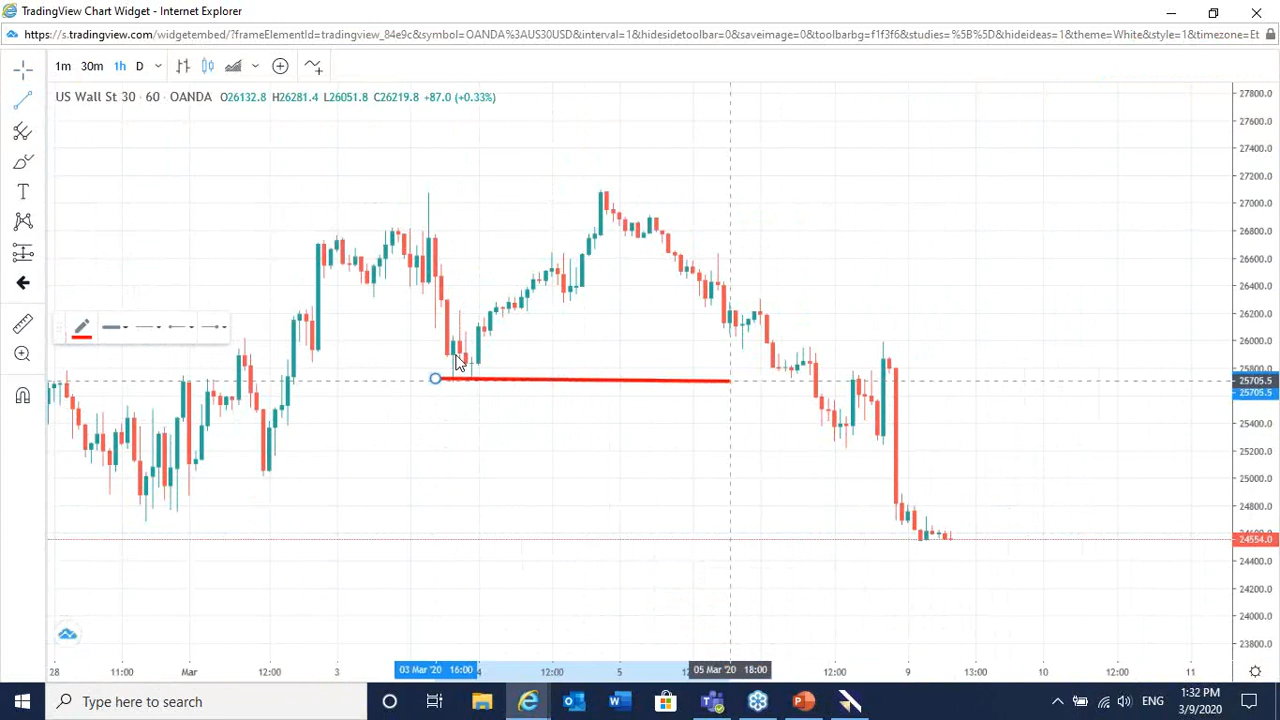 TradingView Chart Widget - Internet Explorer
https://s.tradingview.com/widgetembed/?frameElementId=tradingview_84e9c&symbol=OANDA%3AUS30USD&interval=1&hidesidetoolbar=0&saveimage=0&toolbarbg=f1f3f6&studies=%5B%5D&hideideas=1&theme=White&style=1&timezone=Et
1m 30m 1h D
US Wall St 30 · 60 · OANDA O26132.8 H26281.4 L26051.8 C26219.8 +87.0 (+0.33%)
27800.0
27600.0
27400.0
27200.0
27000.0
26800.0
26600.0
26400.0
26200.0
26000.0
25800.0
25705.5
25705.5
25400.0
25200.0
25000.0
24800.0
24554.0
24400.0
24200.0
24000.0
23800.0
28 11:00 Mar 12:00 3 03 Mar '20 16:00 4 12:00 5 05 Mar '20 18:00 12:00 9 13:00 10 12:00 11
Type here to search
ENG
1:32 PM
3/9/2020